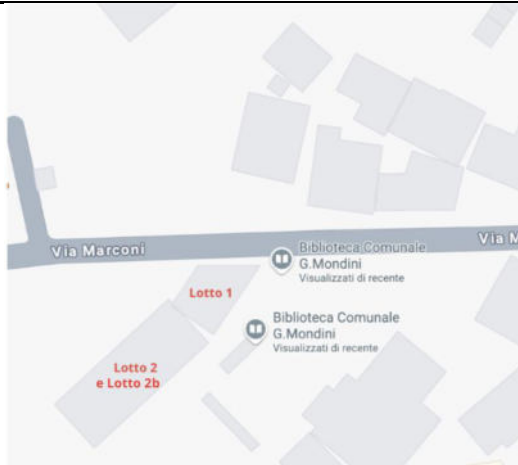 Via Marconi
Via M
Biblioteca Comunale
G.Mondini
Visualizzati di recente
Lotto 1
Biblioteca Comunale
G.Mondini
Visualizzati di recente
Lotto 2
e Lotto 2b